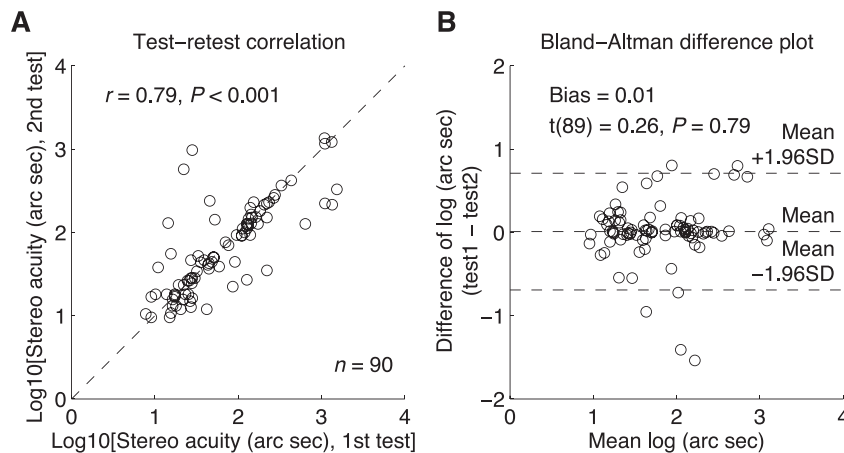 A
Test–retest correlation
Log10[Stereo acuity (arc sec), 2nd test]
4
3
2
1
0
r = 0.79, P < 0.001
n = 90
0 1 2 3 4
Log10[Stereo acuity (arc sec), 1st test]
B
Bland–Altman difference plot
Difference of log (arc sec)
(test1 − test2)
2
1
0
−1
−2
Bias = 0.01
t(89) = 0.26, P = 0.79
Mean
+1.96SD
Mean
Mean
−1.96SD
0 1 2 3 4
Mean log (arc sec)